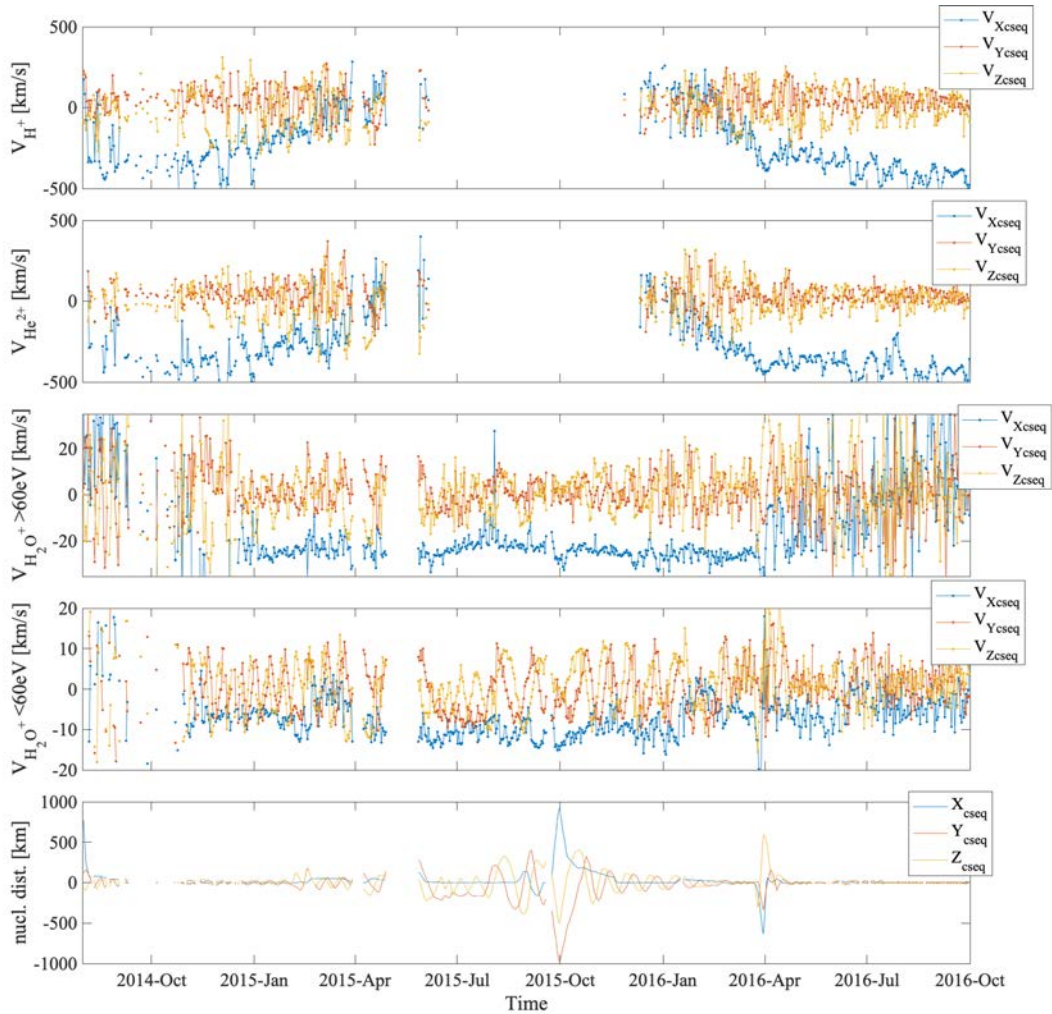 500
0
-500
V_H+ [km/s]
V_Xcseq
V_Ycseq
V_Zcseq
500
0
-500
V_He2+ [km/s]
V_Xcseq
V_Ycseq
V_Zcseq
20
0
-20
V_H2O+ >60eV [km/s]
V_Xcseq
V_Ycseq
V_Zcseq
20
10
0
-10
-20
V_H2O+ <60eV [km/s]
V_Xcseq
V_Ycseq
V_Zcseq
1000
500
0
-500
-1000
nucl. dist. [km]
X_cseq
Y_cseq
Z_cseq
2014-Oct 2015-Jan 2015-Apr 2015-Jul 2015-Oct 2016-Jan 2016-Apr 2016-Jul 2016-Oct
Time